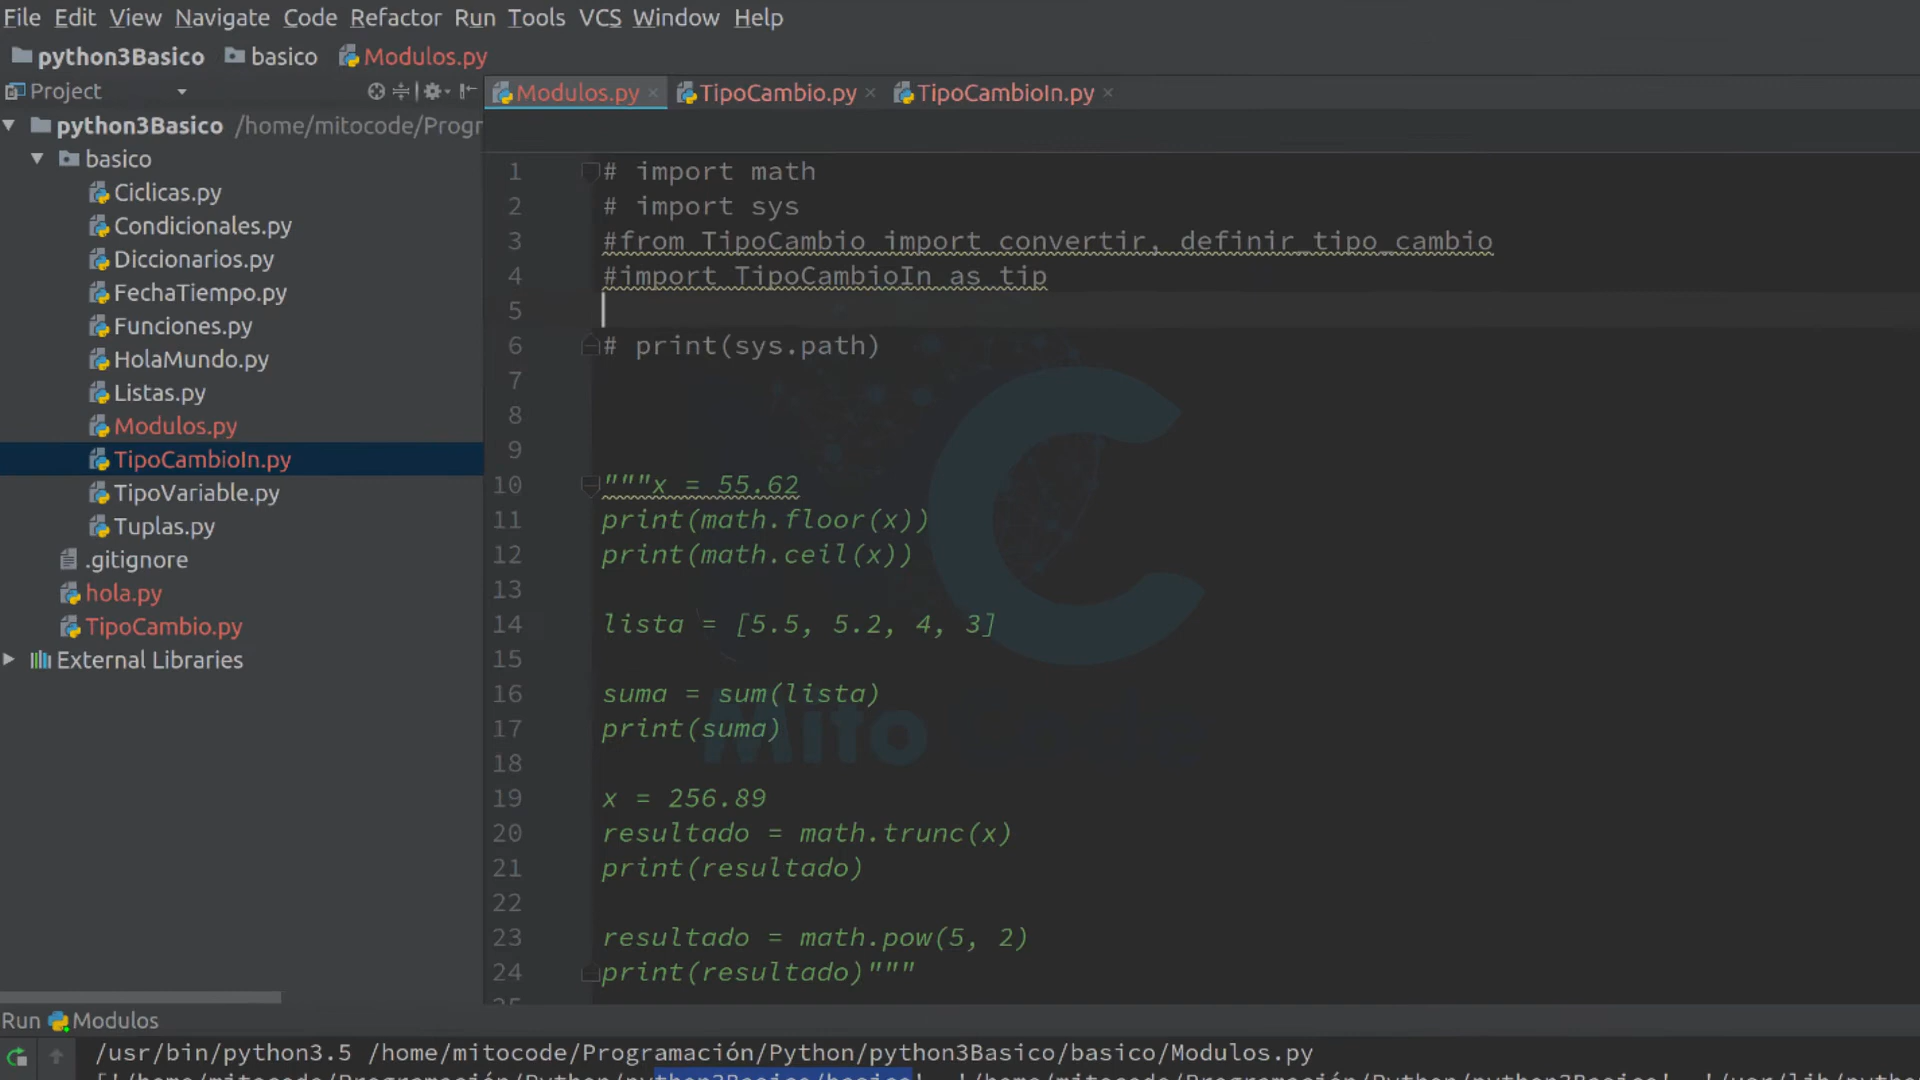 File Edit View Navigate Code Refactor Run Tools VCS Window Help
python3Basico basico Modulos.py
Project
Modulos.py TipoCambio.py TipoCambioIn.py
python3Basico /home/mitocode/Progr
basico
Ciclicas.py
Condicionales.py
Diccionarios.py
FechaTiempo.py
Funciones.py
HolaMundo.py
Listas.py
Modulos.py
TipoCambioIn.py
TipoVariable.py
Tuplas.py
.gitignore
hola.py
TipoCambio.py
External Libraries
1 # import math
2 # import sys
3 #from TipoCambio import convertir, definir_tipo_cambio
4 #import TipoCambioIn as tip
5
6 # print(sys.path)
7
8
9
10 """x = 55.62
11 print(math.floor(x))
12 print(math.ceil(x))
13
14 lista = [5.5, 5.2, 4, 3]
15
16 suma = sum(lista)
17 print(suma)
18
19 x = 256.89
20 resultado = math.trunc(x)
21 print(resultado)
22
23 resultado = math.pow(5, 2)
24 print(resultado)"""
Mito
Run Modulos
/usr/bin/python3.5 /home/mitocode/Programación/Python/python3Basico/basico/Modulos.py